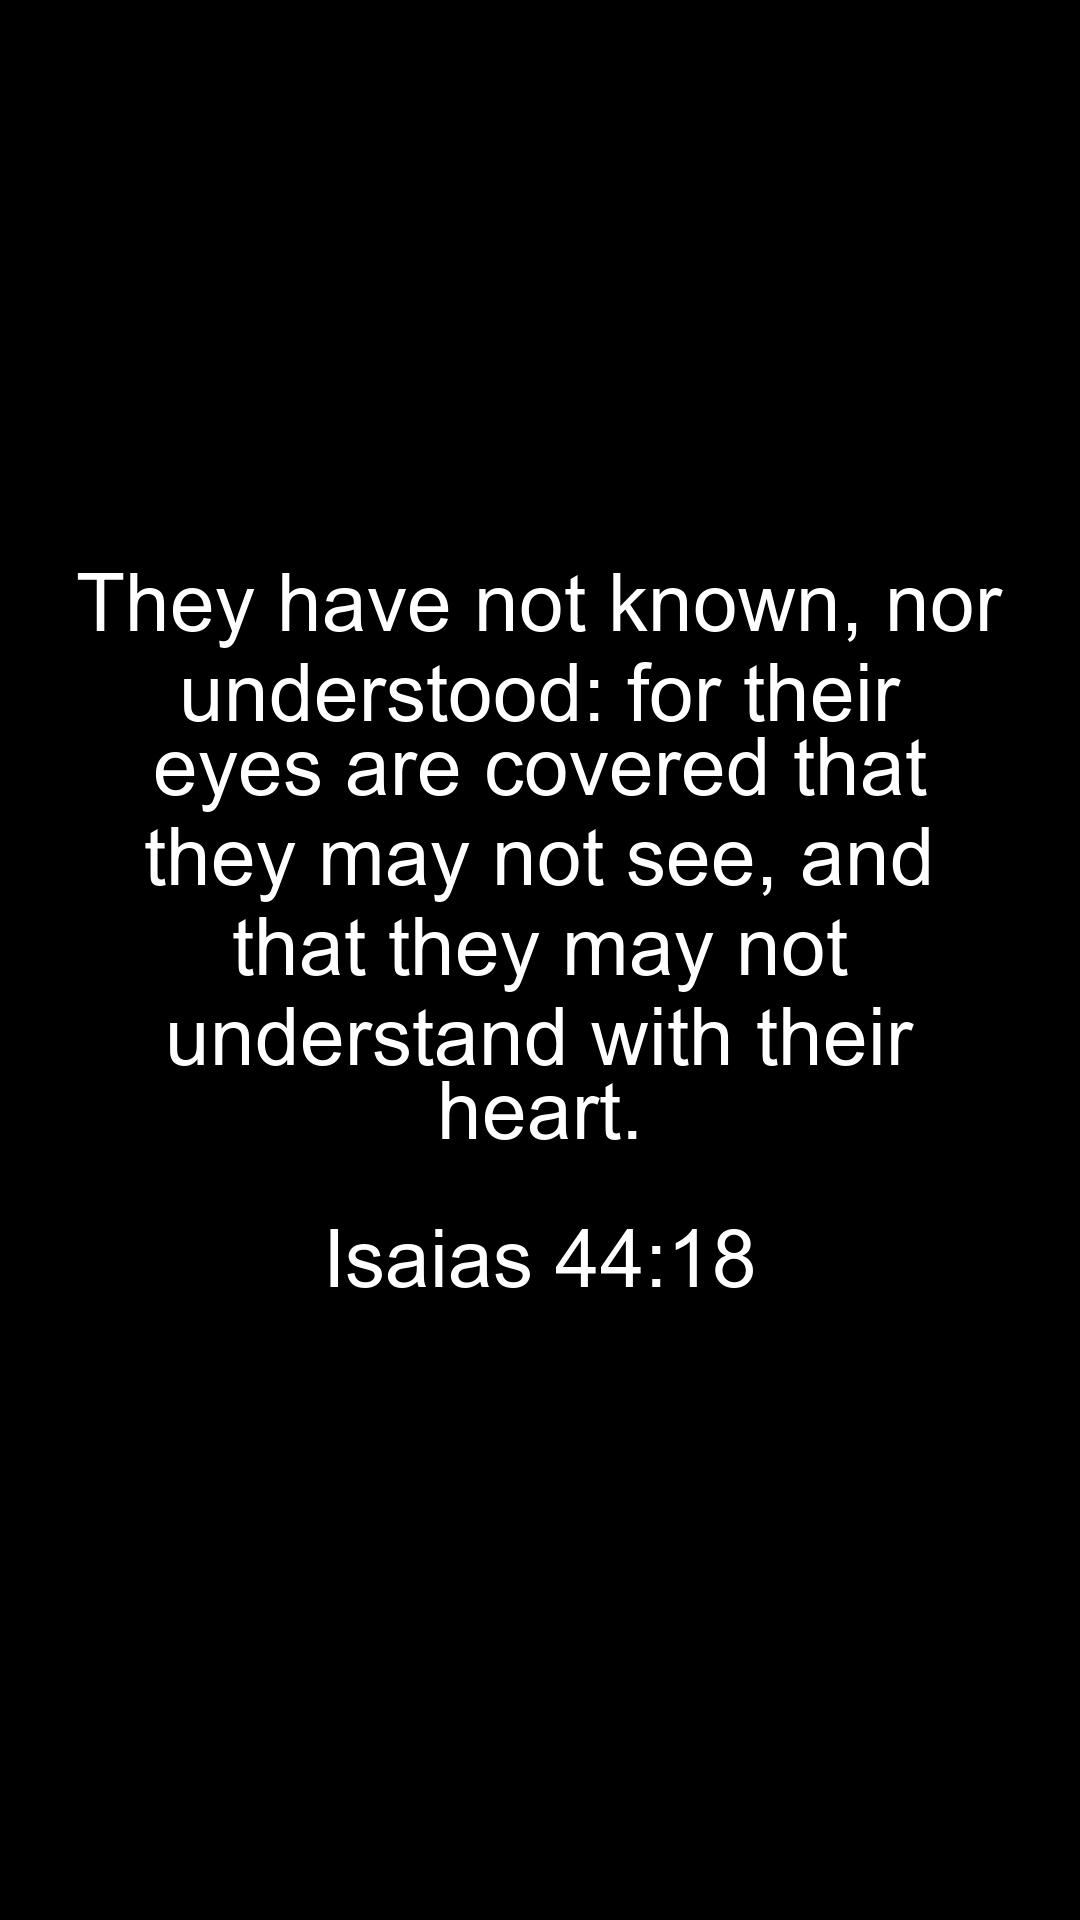 They have not known, nor
understood: for their
eyes are covered that
they may not see, and
that they may not
understand with their
heart.
Isaias 44:18